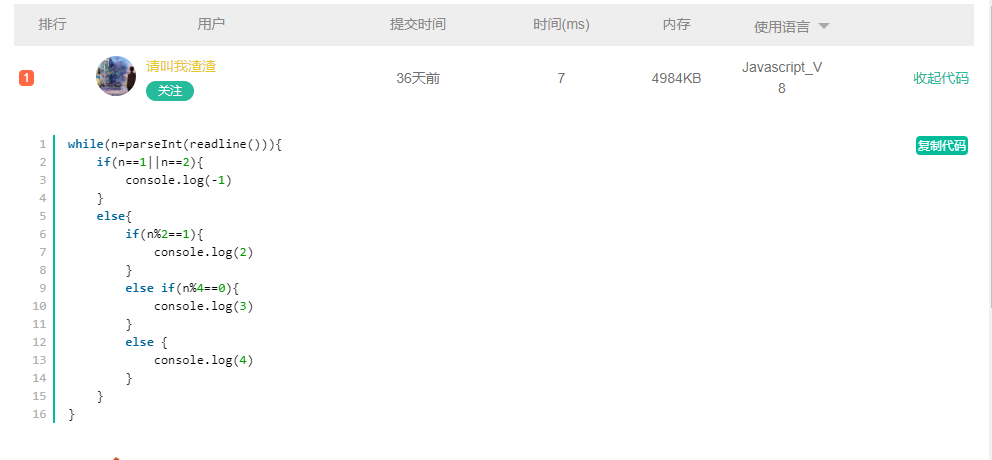 排行 用户 提交时间 时间(ms) 内存 使用语言
1 请叫我渣渣 36天前 7 4984KB Javascript_V8 收起代码
关注
复制代码
1 while(n=parseInt(readline())){
2     if(n==1||n==2){
3         console.log(-1)
4     }
5     else{
6         if(n%2==1){
7             console.log(2)
8         }
9         else if(n%4==0){
10             console.log(3)
11         }
12         else {
13             console.log(4)
14         }
15     }
16 }